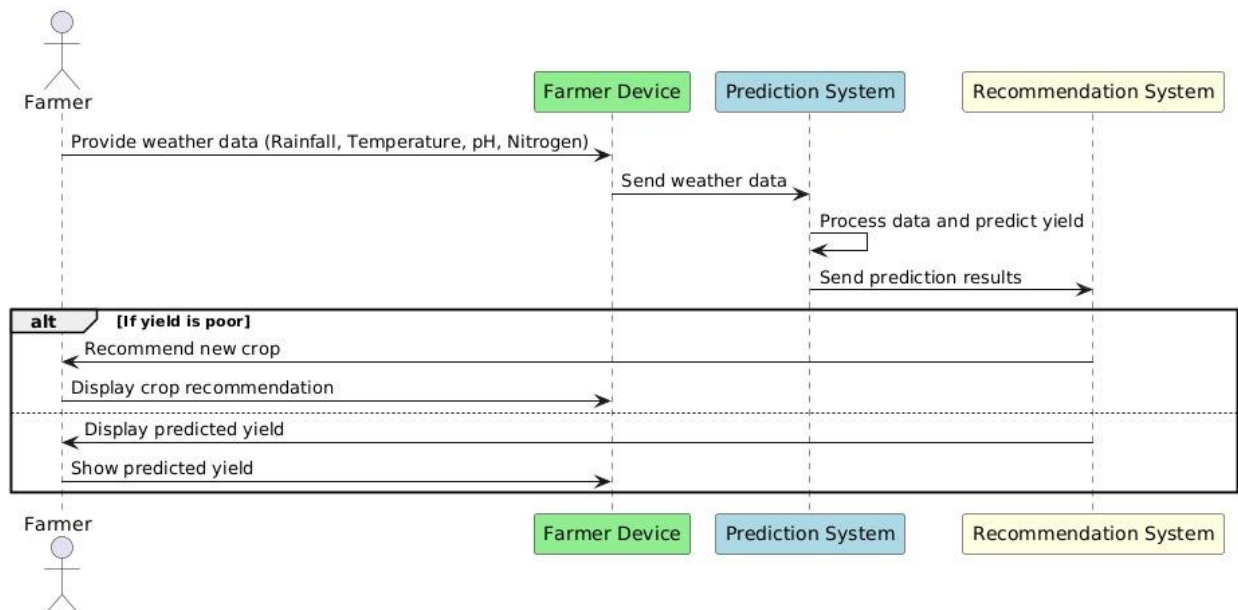 Farmer
Farmer Device
Prediction System
Recommendation System
Provide weather data (Rainfall, Temperature, pH, Nitrogen)
Send weather data
Process data and predict yield
Send prediction results
alt
[If yield is poor]
Recommend new crop
Display crop recommendation
Display predicted yield
Show predicted yield
Farmer
Farmer Device
Prediction System
Recommendation System